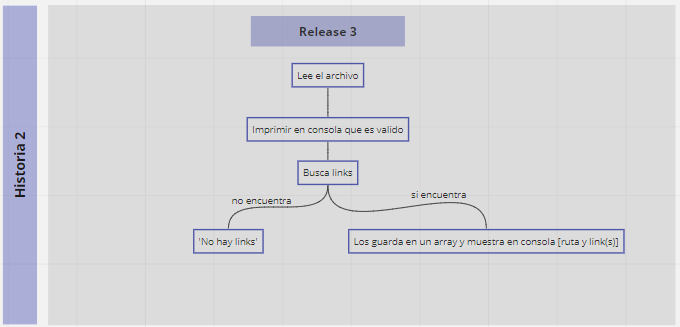 Historia 2
Release 3
Lee el archivo
Imprimir en consola que es valido
Busca links
no encuentra
si encuentra
'No hay links'
Los guarda en un array y muestra en consola [ruta y link(s)]